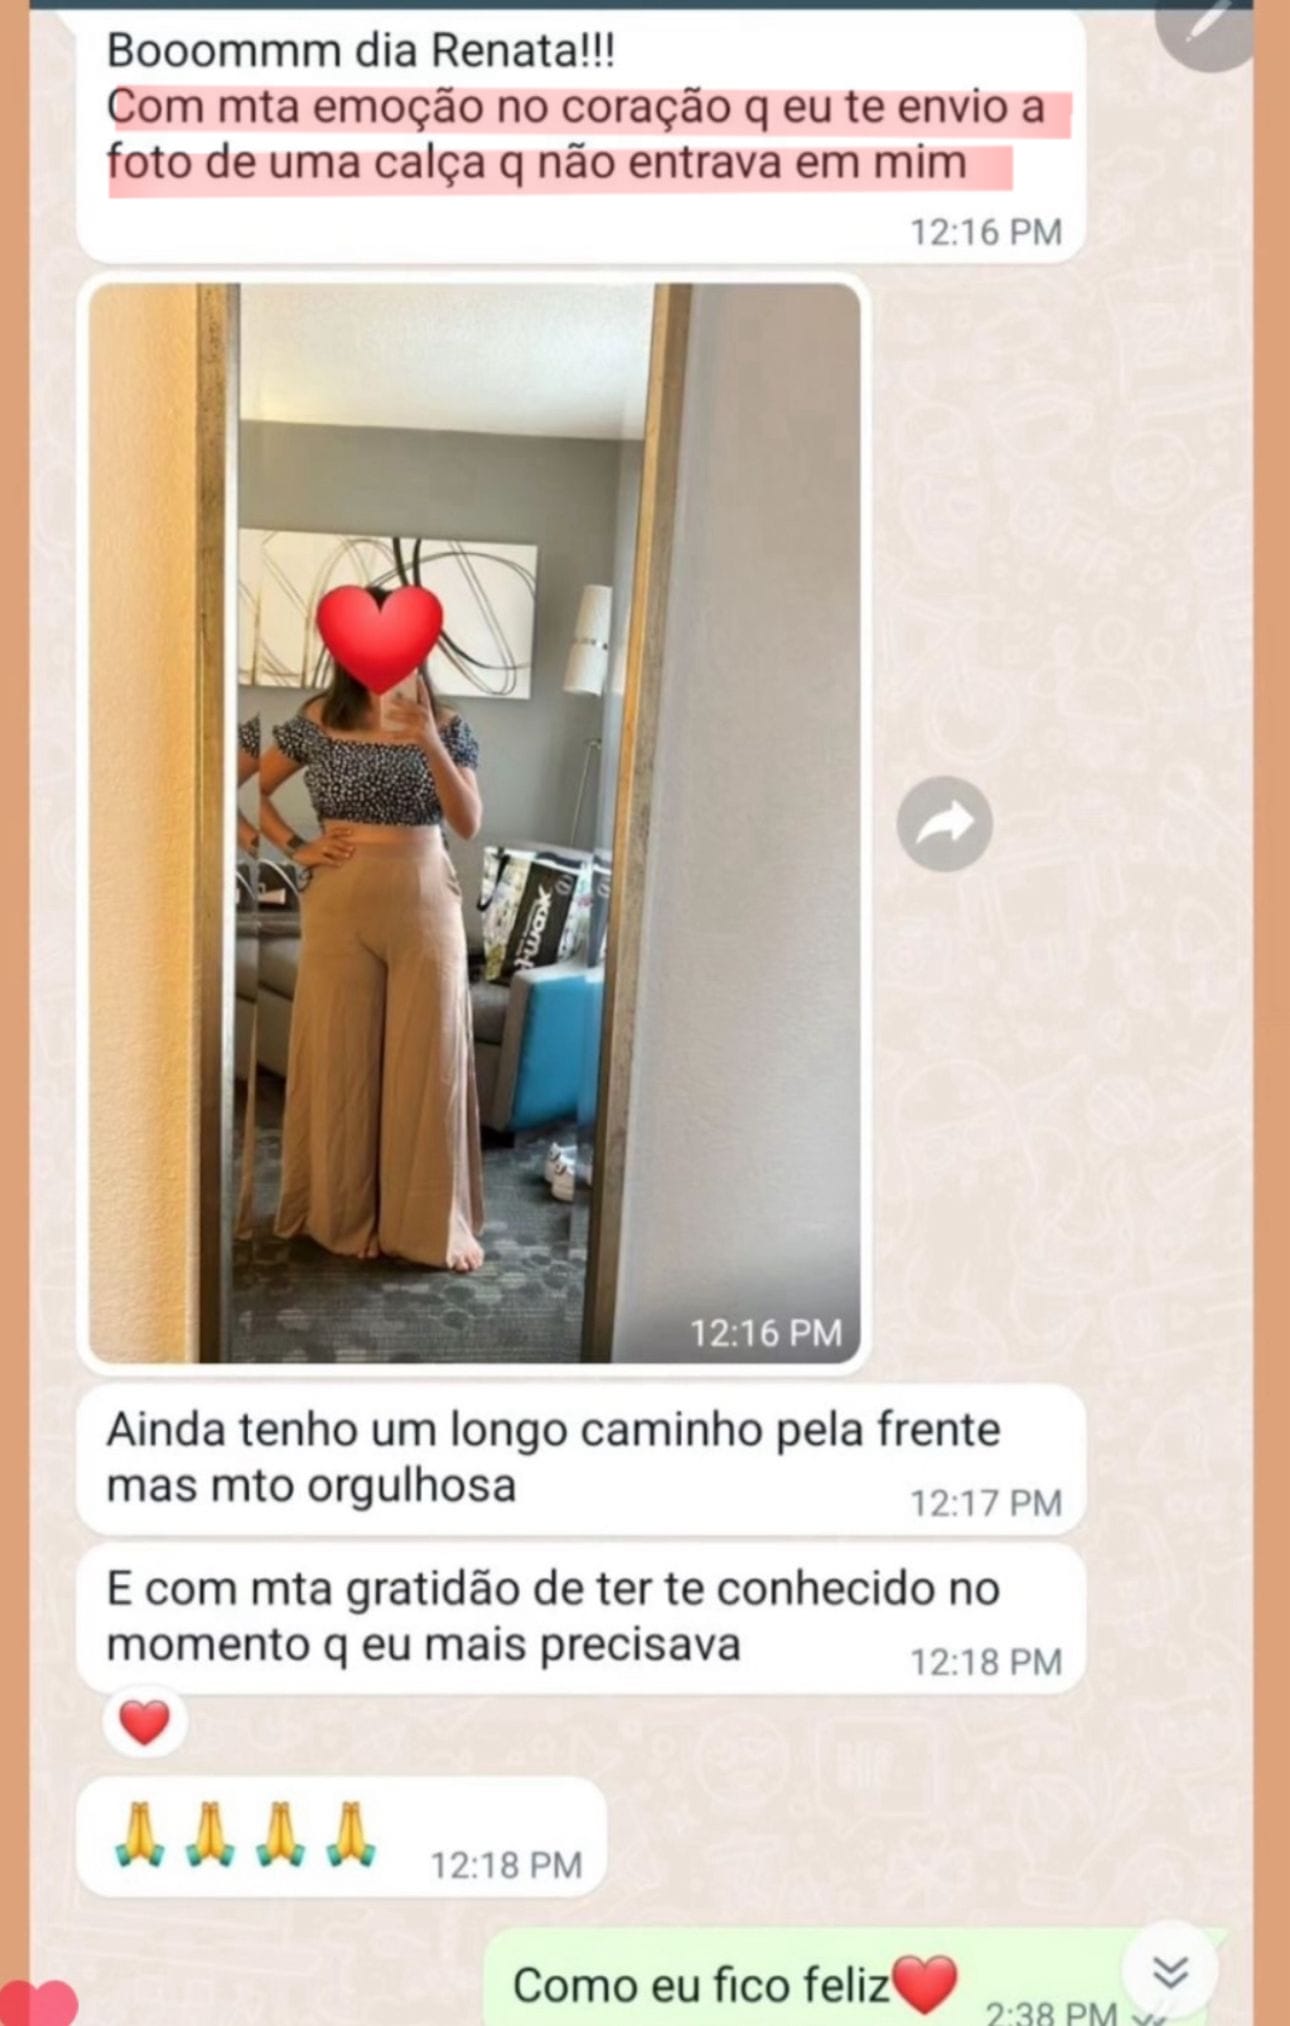 Booommm dia Renata!!!
Com mta emoção no coração q eu te envio a
foto de uma calça q não entrava em mim
12:16 PM
12:16 PM
Ainda tenho um longo caminho pela frente
mas mto orgulhosa
12:17 PM
E com mta gratidão de ter te conhecido no
momento q eu mais precisava
12:18 PM
❤️
🙏🙏🙏🙏 12:18 PM
Como eu fico feliz❤️
2:38 PM